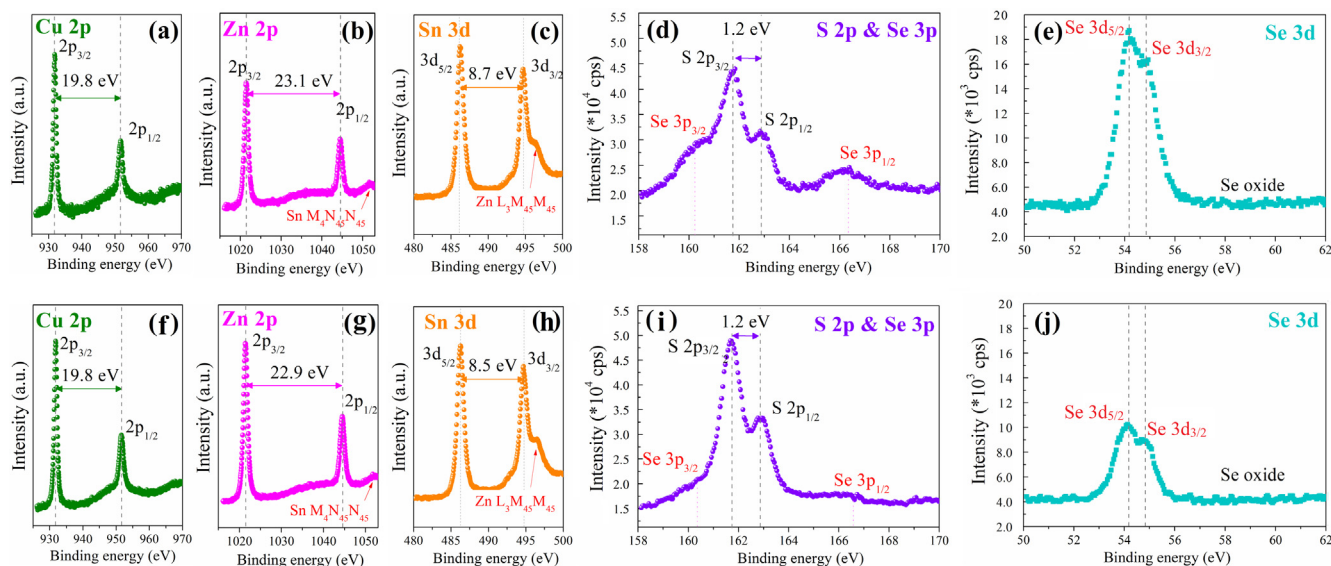 Cu 2p
(a)
2p3/2
19.8 eV
2p1/2
Intensity (a.u.)
930 940 950 960 970
Binding energy (eV)
Zn 2p
(b)
2p3/2
23.1 eV
2p1/2
Sn M4N45N45
Intensity (a.u.)
1020 1030 1040 1050
Binding energy (eV)
Sn 3d
(c)
3d5/2
8.7 eV
3d3/2
Zn L3M45M45
Intensity (a.u.)
480 485 490 495 500
Binding energy (eV)
(d)
1.2 eV
S 2p & Se 3p
S 2p3/2
S 2p1/2
Se 3p3/2
Se 3p1/2
Intensity (*10^4 cps)
5.0
4.5
3.5
3.0
2.5
2.0
1.5
158 160 162 164 166 168 170
Binding energy (eV)
(e)
Se 3d
Se 3d5/2
Se 3d3/2
Se oxide
Intensity (*10^3 cps)
20
18
16
14
12
10
8.0
6.0
4.0
2.0
50 52 54 56 58 60 62
Binding energy (eV)
Cu 2p
(f)
2p3/2
19.8 eV
2p1/2
Intensity (a.u.)
930 940 950 960 970
Binding energy (eV)
Zn 2p
(g)
2p3/2
22.9 eV
2p1/2
Sn M4N45N45
Intensity (a.u.)
1020 1030 1040 1050
Binding energy (eV)
Sn 3d
(h)
3d5/2
8.5 eV
3d3/2
Zn L3M45M45
Intensity (a.u.)
480 485 490 495 500
Binding energy (eV)
(i)
1.2 eV
S 2p & Se 3p
S 2p3/2
S 2p1/2
Se 3p3/2
Se 3p1/2
Intensity (*10^4 cps)
5.0
4.5
3.5
3.0
2.5
2.0
1.5
158 160 162 164 166 168 170
Binding energy (eV)
(j)
Se 3d
Se 3d5/2
Se 3d3/2
Se oxide
Intensity (*10^3 cps)
20
18
16
14
12
10
8.0
6.0
4.0
2.0
50 52 54 56 58 60 62
Binding energy (eV)